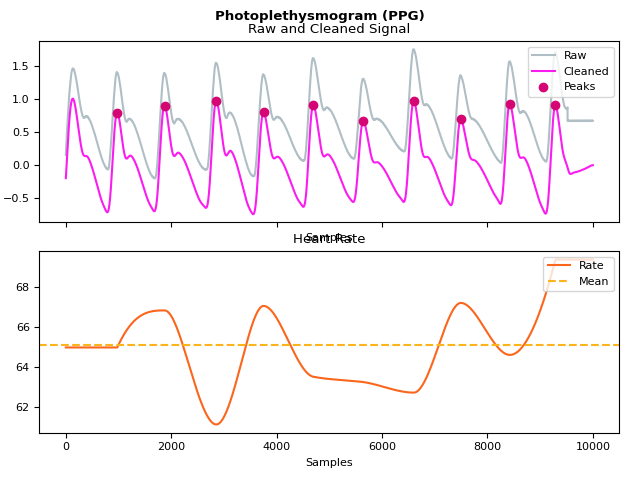 Photoplethysmogram (PPG)
Raw and Cleaned Signal
Raw
Cleaned
Peaks
1.5
1.0
0.5
0.0
−0.5
Samples
Heart Rate
Rate
Mean
68
66
64
62
0 2000 4000 6000 8000 10000
Samples